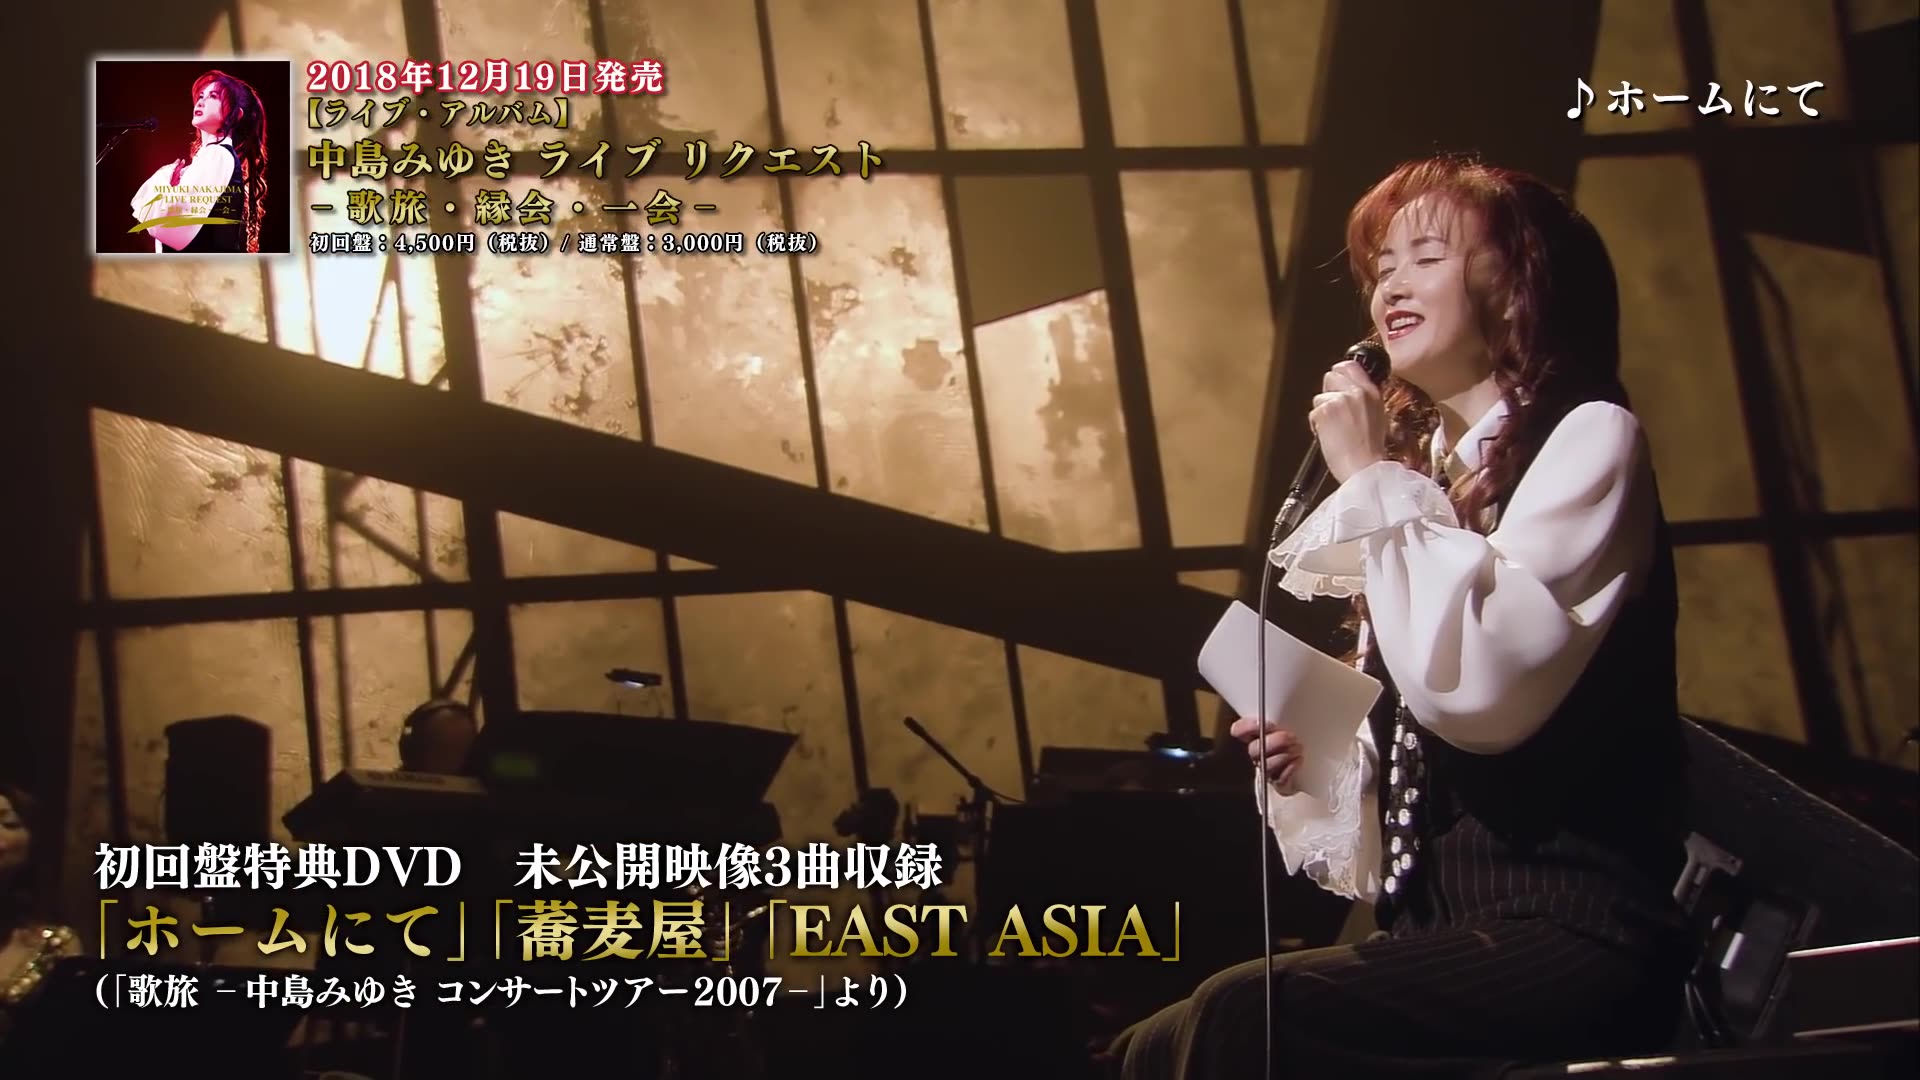 2018年12月19日発売
【ライブ・アルバム】
中島みゆき ライブ リクエスト
－歌旅・縁会・一会－
初回盤：4,500円（税抜）/ 通常盤：3,000円（税抜）
MIYUKI NAKAJIMA
LIVE REQUEST
－歌旅・縁会・一会－
♪ホームにて
初回盤特典DVD　未公開映像3曲収録
「ホームにて」「蕎麦屋」「EAST ASIA」
（「歌旅 －中島みゆき コンサートツアー2007－」より）